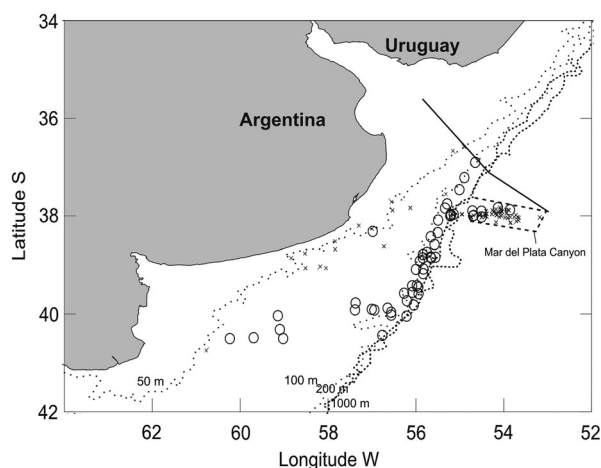 34
Uruguay
36
Argentina
Latitude S
38
Mar del Plata Canyon
40
50 m
100 m
200 m
1000 m
42
62
60
58
56
54
52
Longitude W